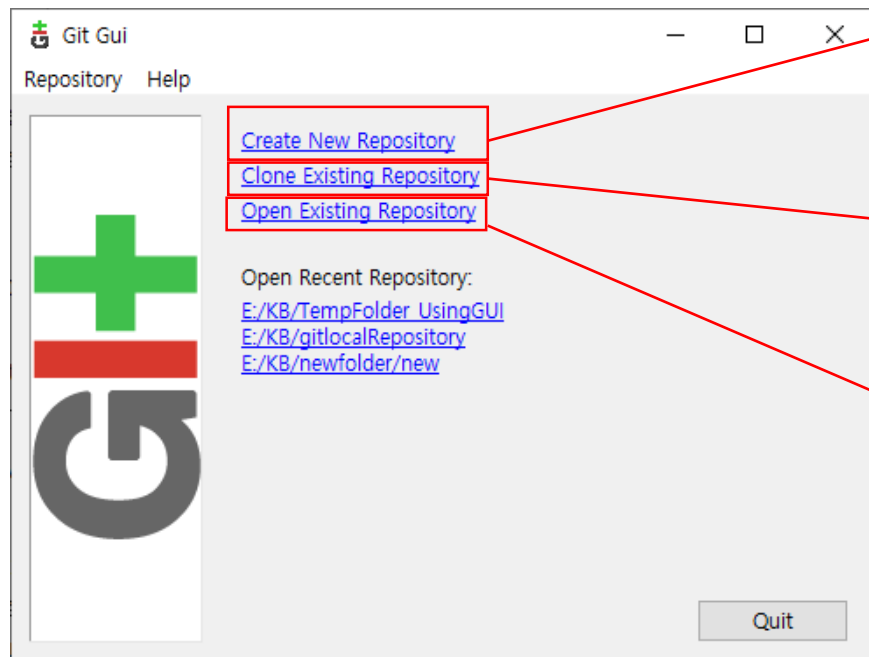 Git Gui
Repository Help
Create New Repository
Clone Existing Repository
Open Existing Repository
Open Recent Repository:
E:/KB/TempFolder_UsingGUI
E:/KB/gitlocalRepository
E:/KB/newfolder/new
GIt
Quit